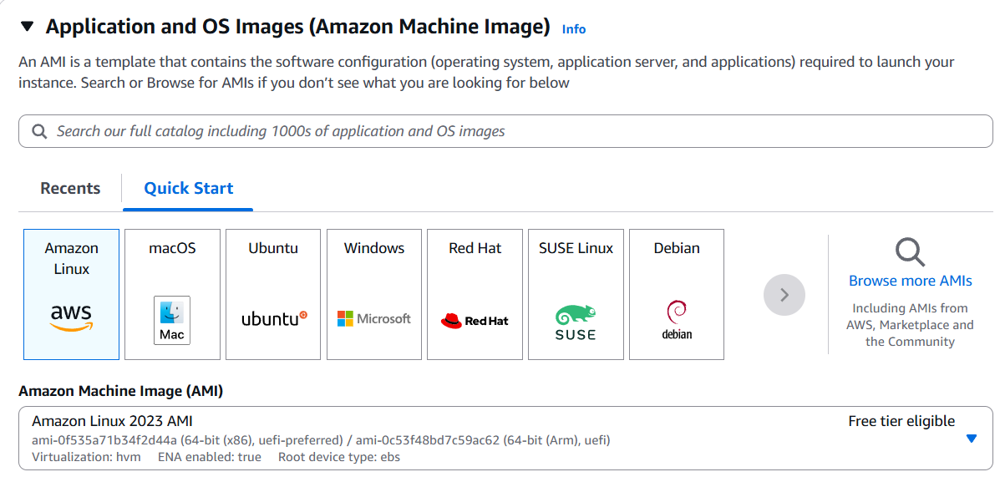 Application and OS Images (Amazon Machine Image) Info
An AMI is a template that contains the software configuration (operating system, application server, and applications) required to launch your
instance. Search or Browse for AMIs if you don’t see what you are looking for below
Search our full catalog including 1000s of application and OS images
Recents
Quick Start
Amazon
Linux
aws
macOS
Mac
Ubuntu
ubuntu
Windows
Microsoft
Red Hat
Red Hat
SUSE Linux
SUSE
Debian
debian
Browse more AMIs
Including AMIs from
AWS, Marketplace and
the Community
Amazon Machine Image (AMI)
Amazon Linux 2023 AMI
Free tier eligible
ami-0f535a71b34f2d44a (64-bit (x86), uefi-preferred) / ami-0c53f48bd7c59ac62 (64-bit (Arm), uefi)
Virtualization: hvm ENA enabled: true Root device type: ebs